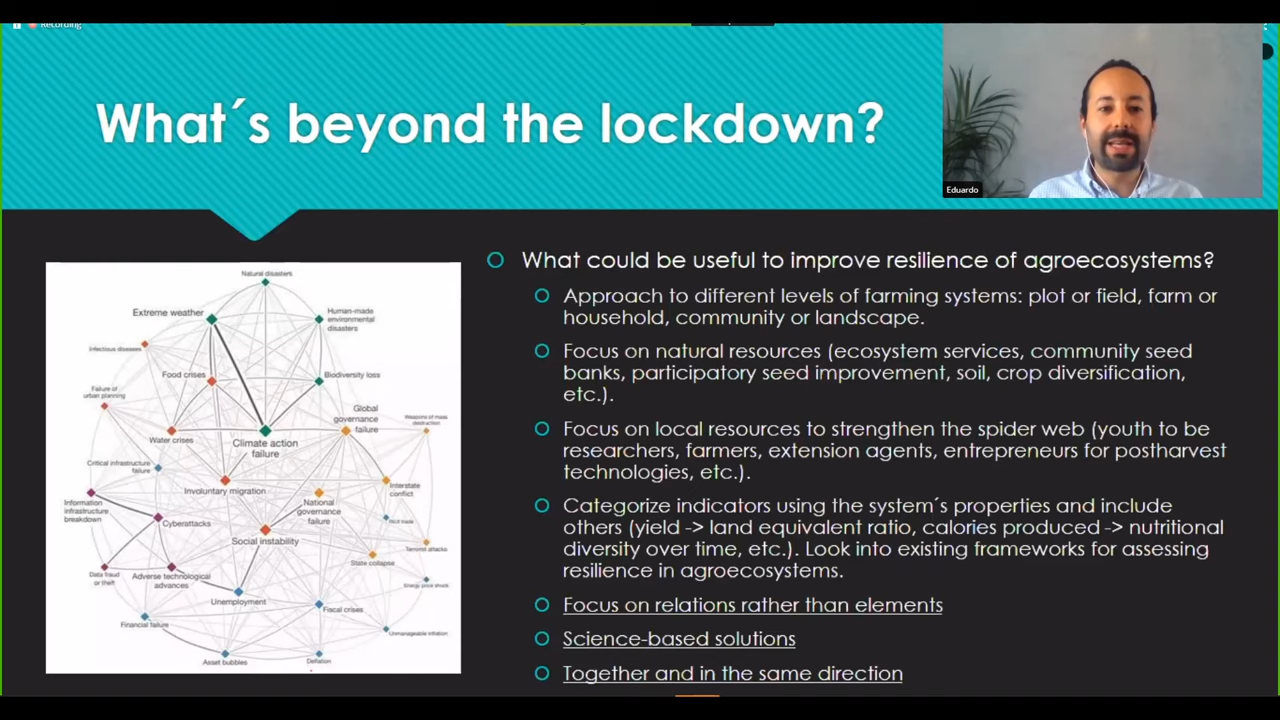 Recording
What´s beyond the lockdown?
Eduardo
Natural disasters
Extreme weather
Human-made
environmental
disasters
Infectious diseases
Food crises
Biodiversity loss
Failure of
urban planning
Global
governance
failure
Weapons of mass
destruction
Water crises
Climate action
failure
Critical infrastructure
failure
Involuntary migration
Interstate
conflict
Information
infrastructure
breakdown
National
governance
failure
Cyberattacks
Illicit trade
Social instability
Terrorist attacks
State collapse
Data fraud
or theft
Adverse technological
advances
Energy price shock
Unemployment
Fiscal crises
Financial failure
Unmanageable inflation
Asset bubbles
Deflation
What could be useful to improve resilience of agroecosystems?
Approach to different levels of farming systems: plot or field, farm or
household, community or landscape.
Focus on natural resources (ecosystem services, community seed
banks, participatory seed improvement, soil, crop diversification,
etc.).
Focus on local resources to strengthen the spider web (youth to be
researchers, farmers, extension agents, entrepreneurs for postharvest
technologies, etc.).
Categorize indicators using the system´s properties and include
others (yield -> land equivalent ratio, calories produced -> nutritional
diversity over time, etc.). Look into existing frameworks for assessing
resilience in agroecosystems.
Focus on relations rather than elements
Science-based solutions
Together and in the same direction